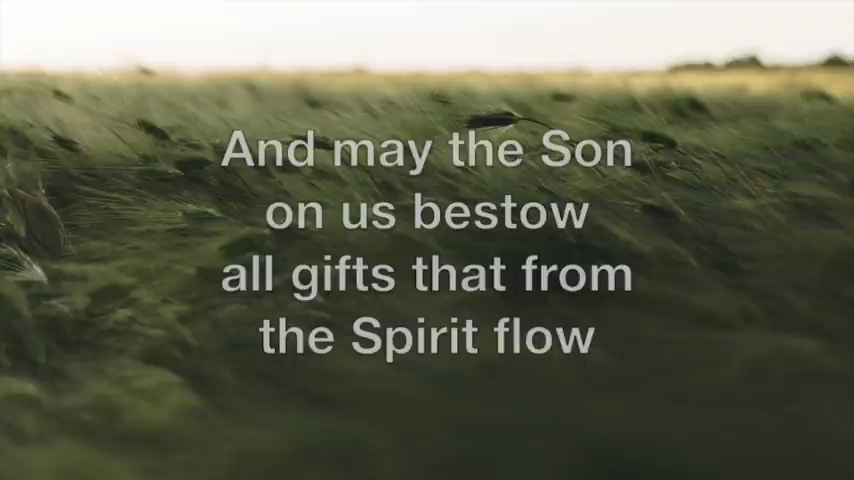 And may the Son
on us bestow
all gifts that from
the Spirit flow